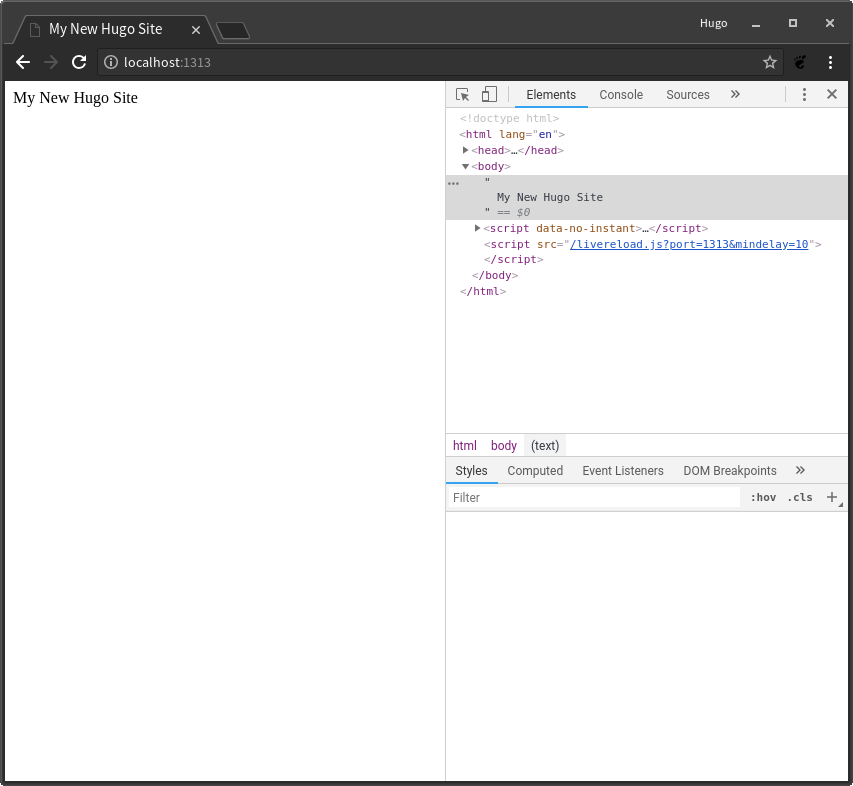 My New Hugo Site
Hugo
localhost:1313
My New Hugo Site
Elements Console Sources »
<!doctype html>
<html lang="en">
<head>…</head>
<body>
"
My New Hugo Site
" == $0
<script data-no-instant>…</script>
<script src="/livereload.js?port=1313&mindelay=10">
</script>
</body>
</html>
html body (text)
Styles Computed Event Listeners DOM Breakpoints »
Filter :hov .cls +